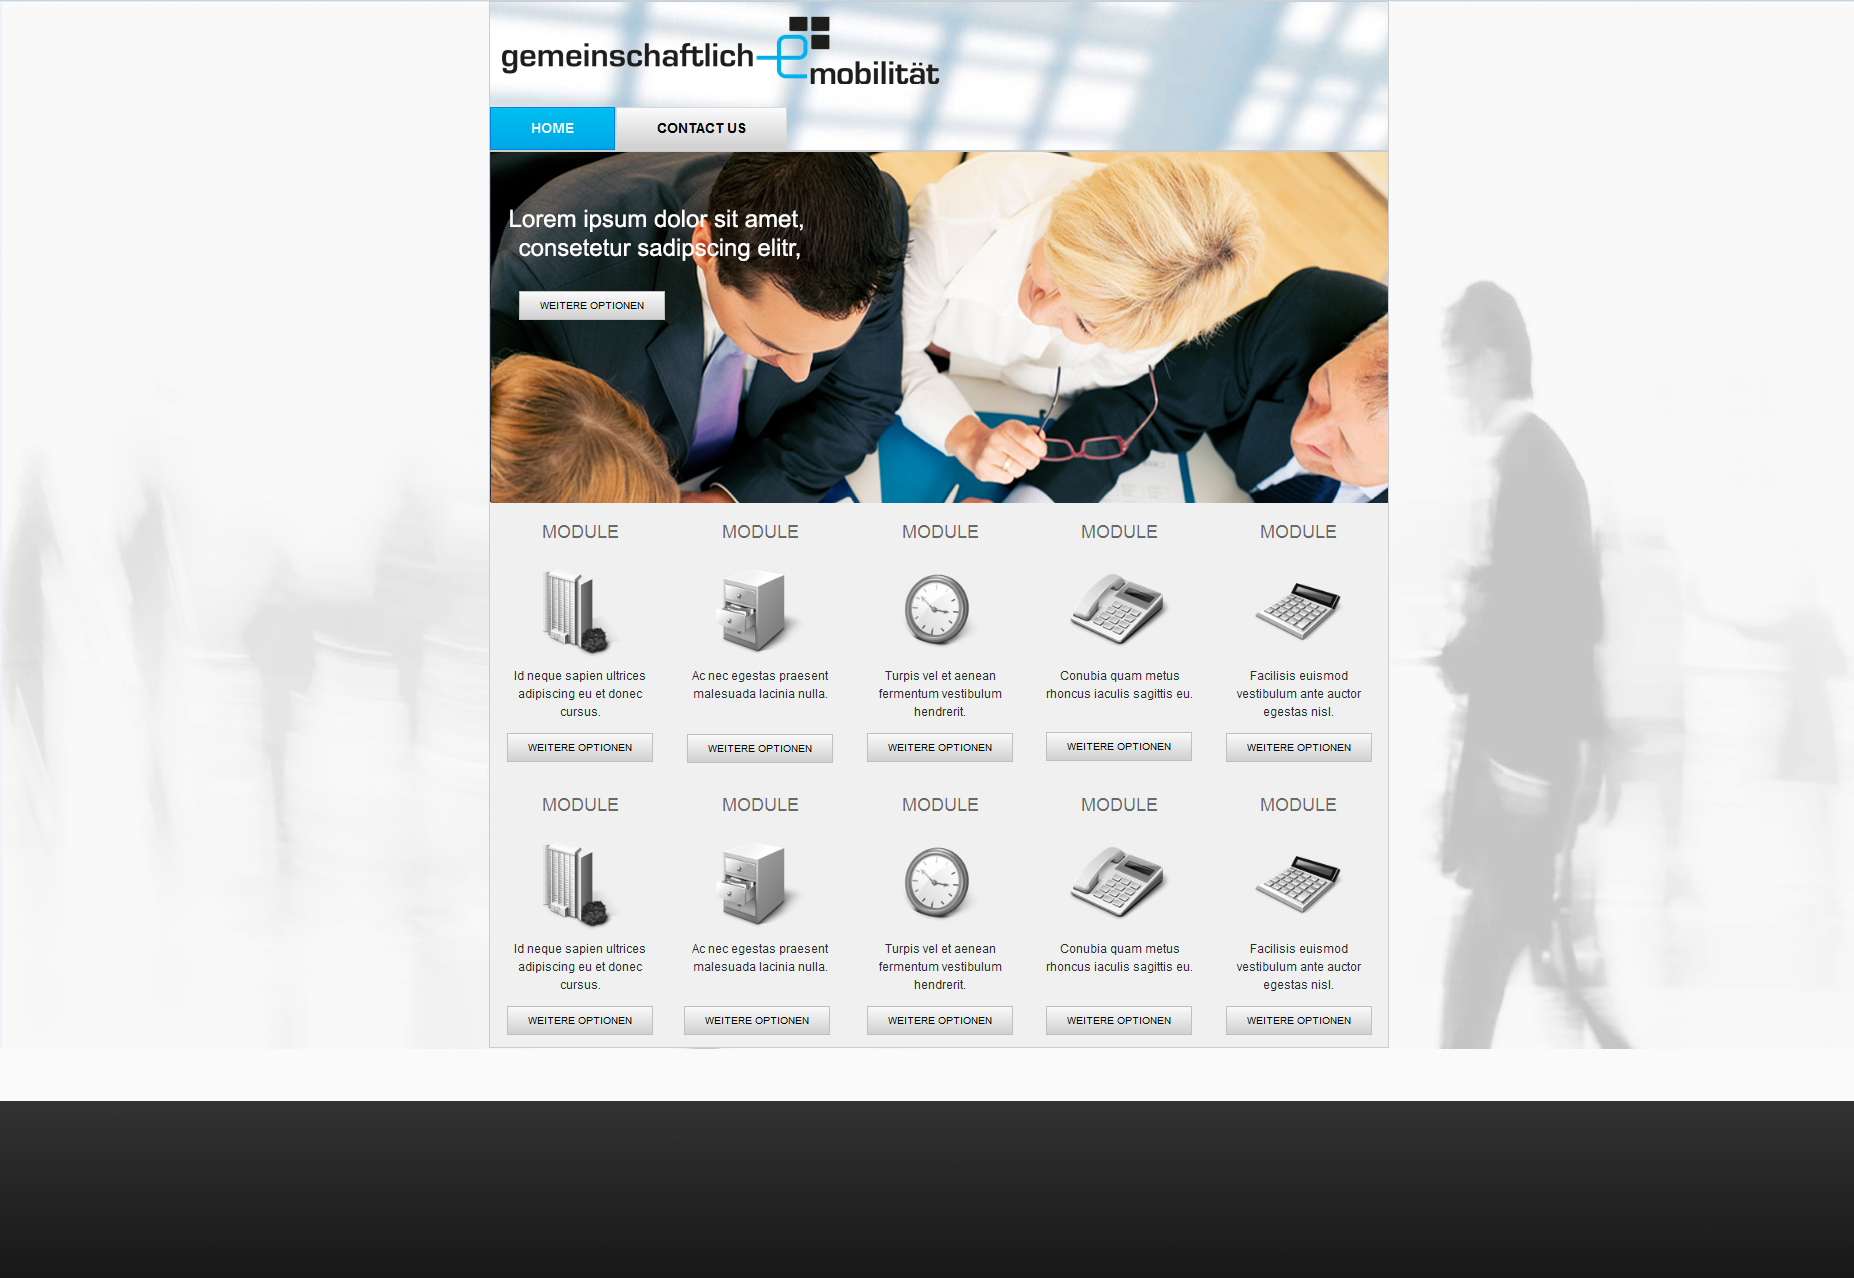 gemeinschaftlich e
mobilität
HOME CONTACT US
Lorem ipsum dolor sit amet,
consetetur sadipscing elitr,
WEITERE OPTIONEN
MODULE MODULE MODULE MODULE MODULE
Id neque sapien ultrices
adipiscing eu et donec
cursus.
Ac nec egestas praesent
malesuada lacinia nulla.
Turpis vel et aenean
fermentum vestibulum
hendrerit.
Conubia quam metus
rhoncus iaculis sagittis eu.
Facilisis euismod
vestibulum ante auctor
egestas nisl.
WEITERE OPTIONEN WEITERE OPTIONEN WEITERE OPTIONEN WEITERE OPTIONEN WEITERE OPTIONEN
MODULE MODULE MODULE MODULE MODULE
Id neque sapien ultrices
adipiscing eu et donec
cursus.
Ac nec egestas praesent
malesuada lacinia nulla.
Turpis vel et aenean
fermentum vestibulum
hendrerit.
Conubia quam metus
rhoncus iaculis sagittis eu.
Facilisis euismod
vestibulum ante auctor
egestas nisl.
WEITERE OPTIONEN WEITERE OPTIONEN WEITERE OPTIONEN WEITERE OPTIONEN WEITERE OPTIONEN